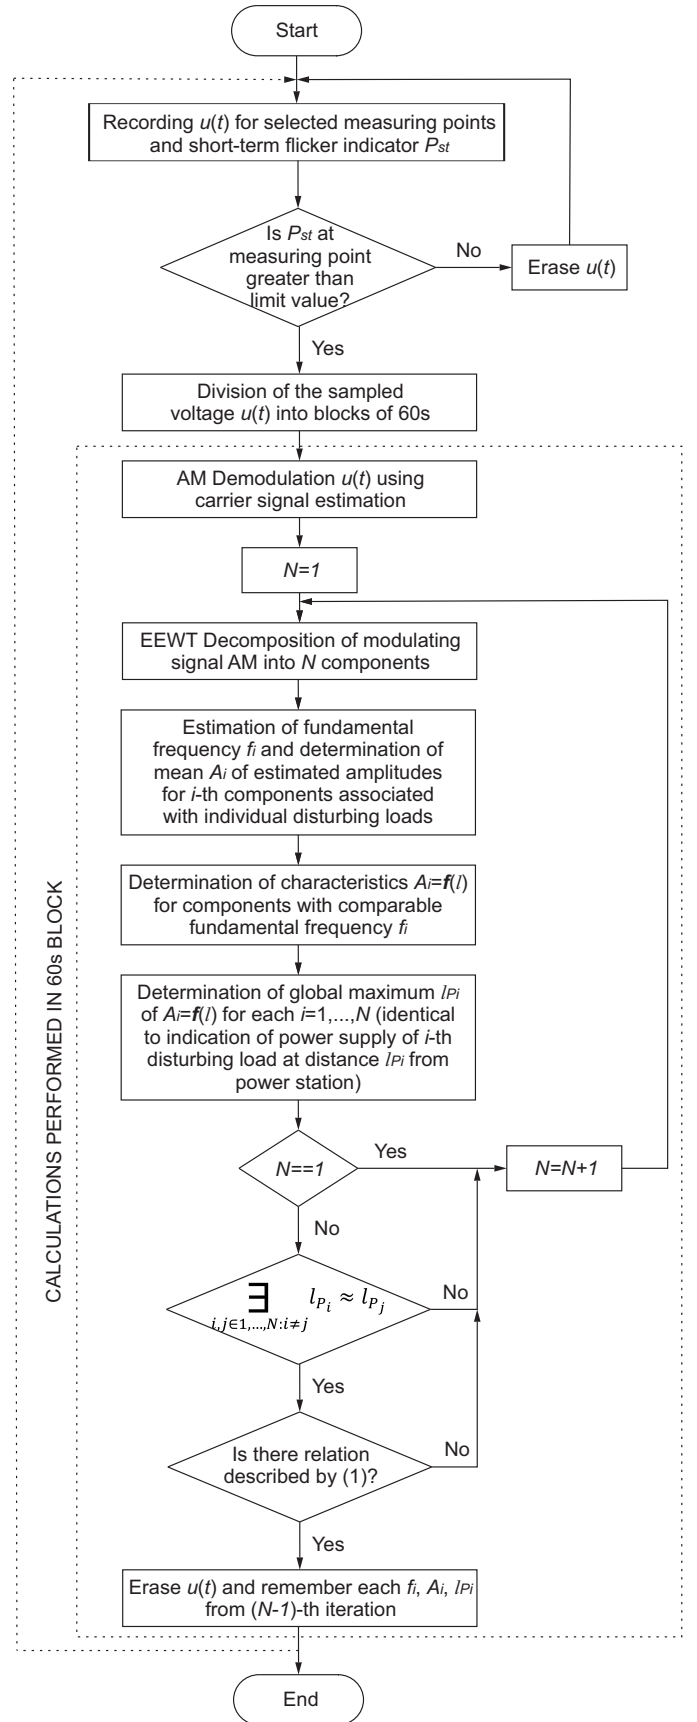 Start
Recording u(t) for selected measuring points
and short-term flicker indicator Pst
Is Pst at
measuring point
greater than
limit value?
No
Erase u(t)
Yes
Division of the sampled
voltage u(t) into blocks of 60s
AM Demodulation u(t) using
carrier signal estimation
N=1
EEWT Decomposition of modulating
signal AM into N components
Estimation of fundamental
frequency fi and determination of
mean Ai of estimated amplitudes
for i-th components associated
with individual disturbing loads
Determination of characteristics Ai=f(l)
for components with comparable
fundamental frequency fi
Determination of global maximum lPi
of Ai=f(l) for each i=1,...,N (identical
to indication of power supply of i-th
disturbing load at distance lPi from
power station)
CALCULATIONS PERFORMED IN 60s BLOCK
N==1
Yes
N=N+1
No
∃ l_{P_i} ≈ l_{P_j}
i,j∈1,...,N:i≠j
No
Yes
Is there relation
described by (1)?
No
Yes
Erase u(t) and remember each fi, Ai, lPi
from (N-1)-th iteration
End